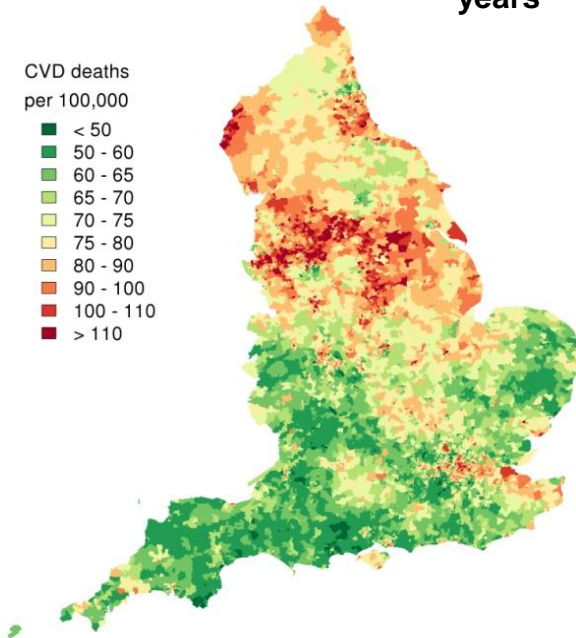 years
CVD deaths
per 100,000
< 50
50 - 60
60 - 65
65 - 70
70 - 75
75 - 80
80 - 90
90 - 100
100 - 110
> 110